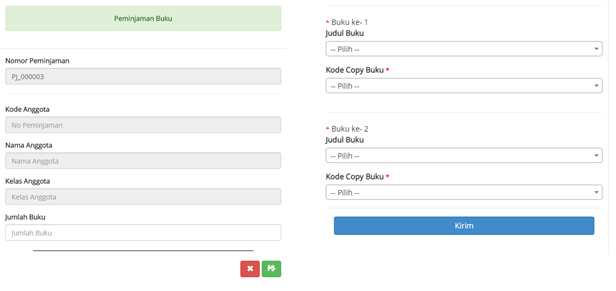 Peminjaman Buku
Nomor Peminjaman
PJ_000003
Kode Anggota
No Peminjaman
Nama Anggota
Nama Anggota
Kelas Anggota
Kelas Anggota
Jumlah Buku
Jumlah Buku
* Buku ke- 1
Judul Buku
-- Pilih --
Kode Copy Buku *
-- Pilih --
* Buku ke- 2
Judul Buku
-- Pilih --
Kode Copy Buku *
-- Pilih --
Kirim